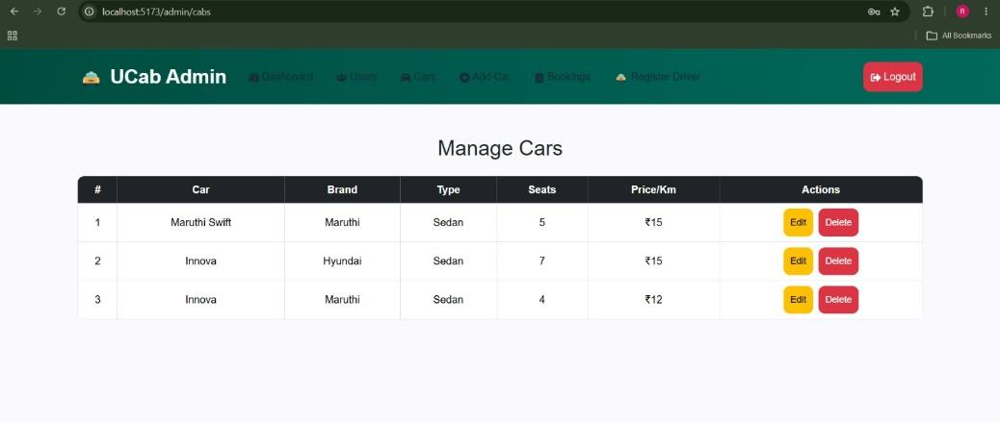 localhost:5173/admin/cabs
R
All Bookmarks
UCab Admin Dashboard Users Cars Add Car Bookings Register Driver Logout
Manage Cars
# Car Brand Type Seats Price/Km Actions
1 Maruthi Swift Maruthi Sedan 5 ₹15 Edit Delete
2 Innova Hyundai Sedan 7 ₹15 Edit Delete
3 Innova Maruthi Sedan 4 ₹12 Edit Delete